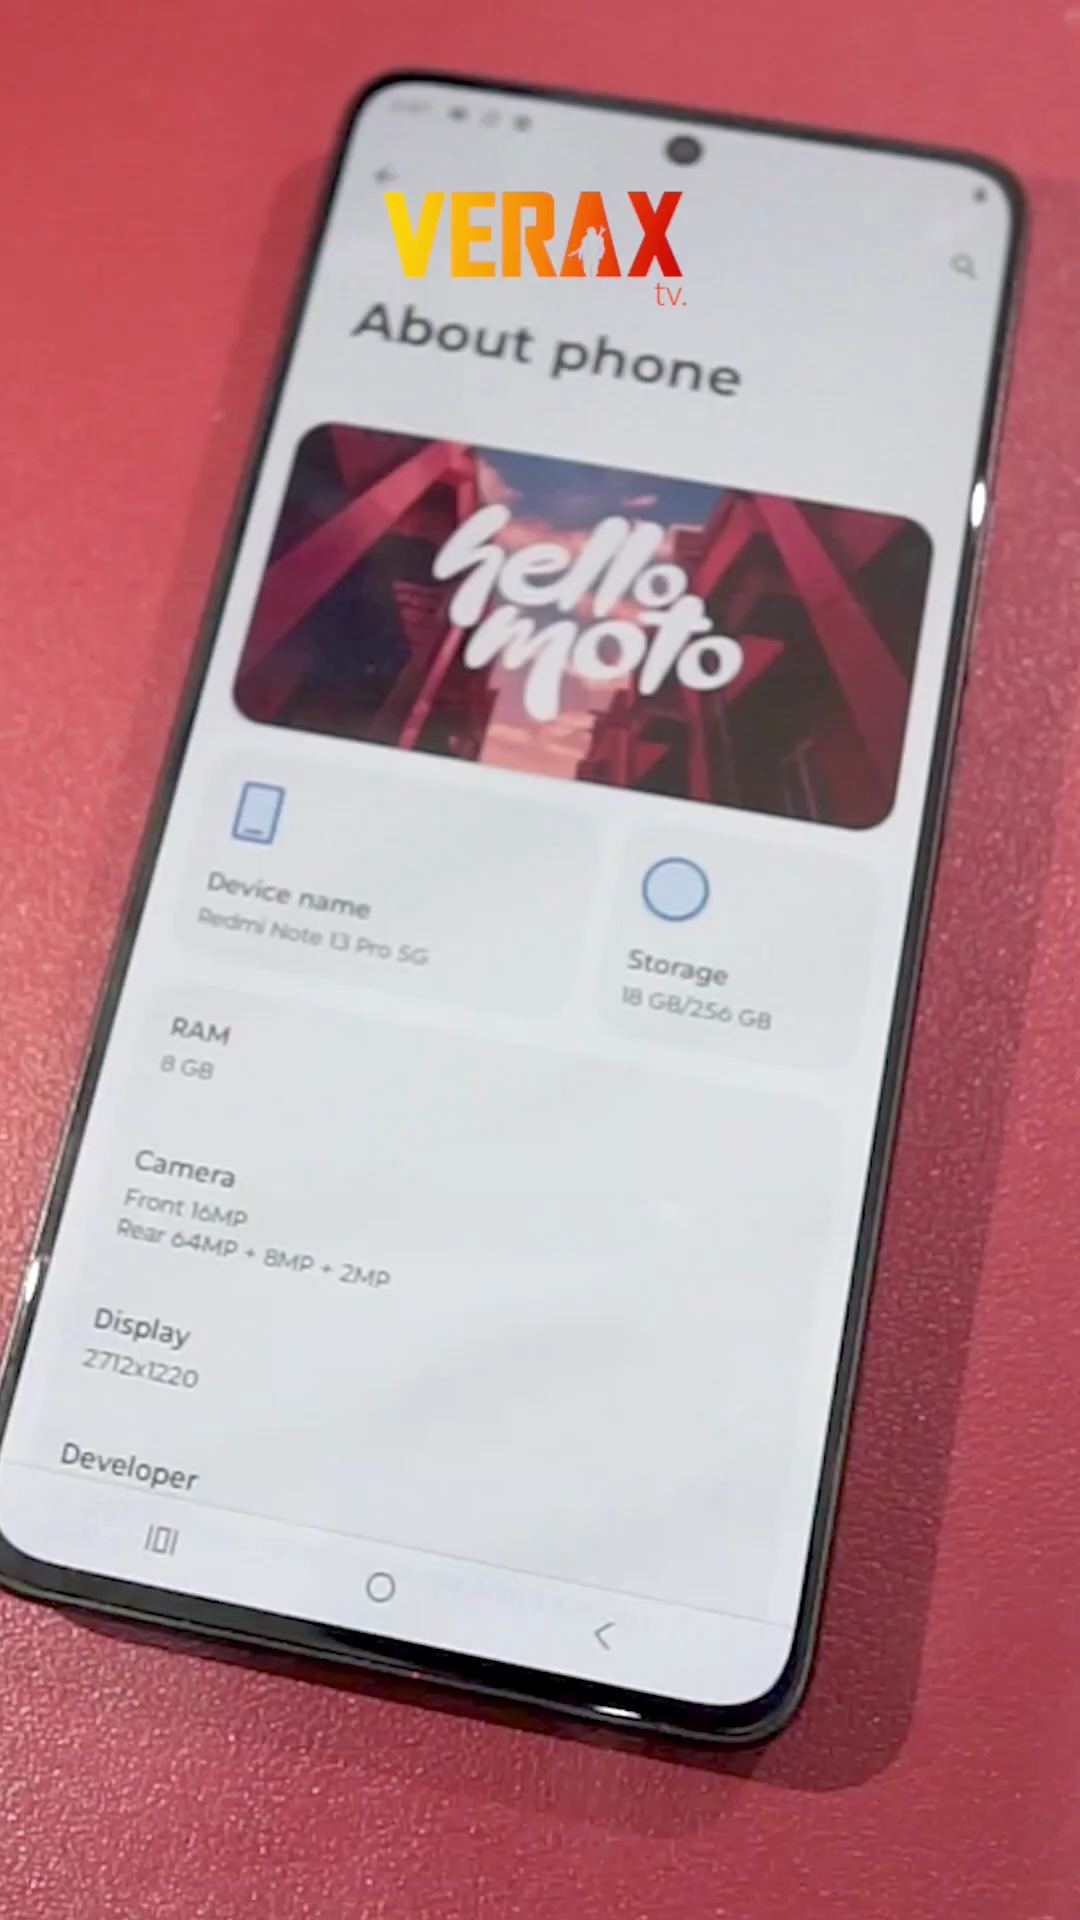 VERAX
tv.
About phone
hello
moto
Device name
Redmi Note 13 Pro 5G
Storage
18 GB/256 GB
RAM
8 GB
Camera
Front 16MP
Rear 64MP + 8MP + 2MP
Display
2712x1220
Developer